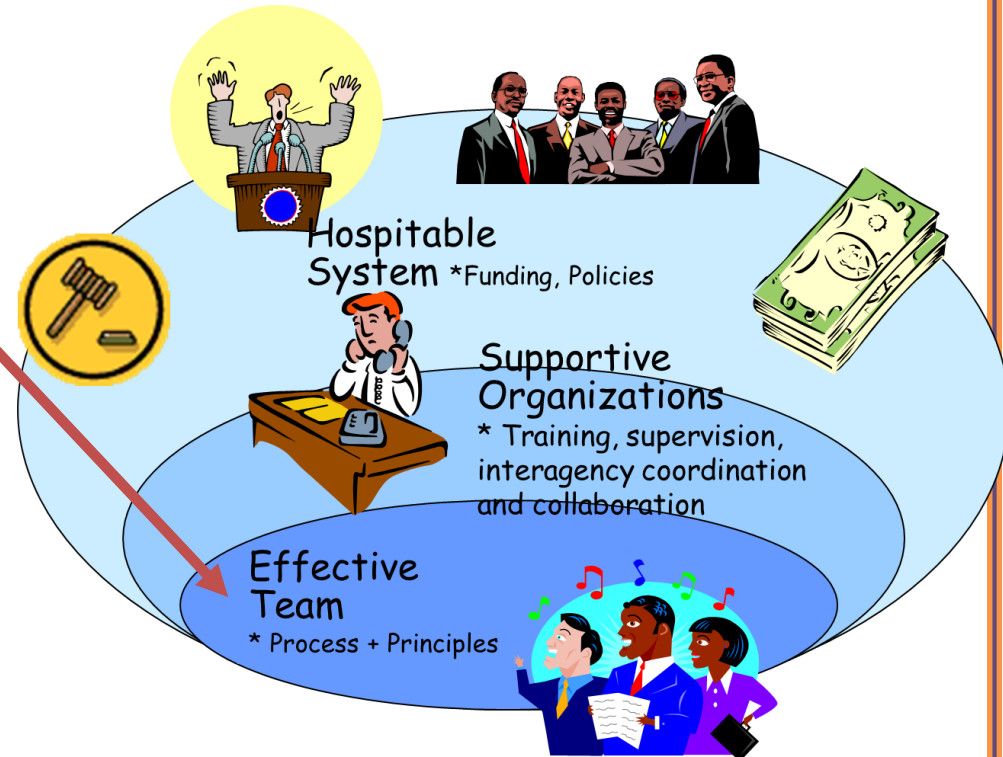 Hospitable
System *Funding, Policies
Supportive
Organizations
* Training, supervision,
interagency coordination
and collaboration
Effective
Team
* Process + Principles